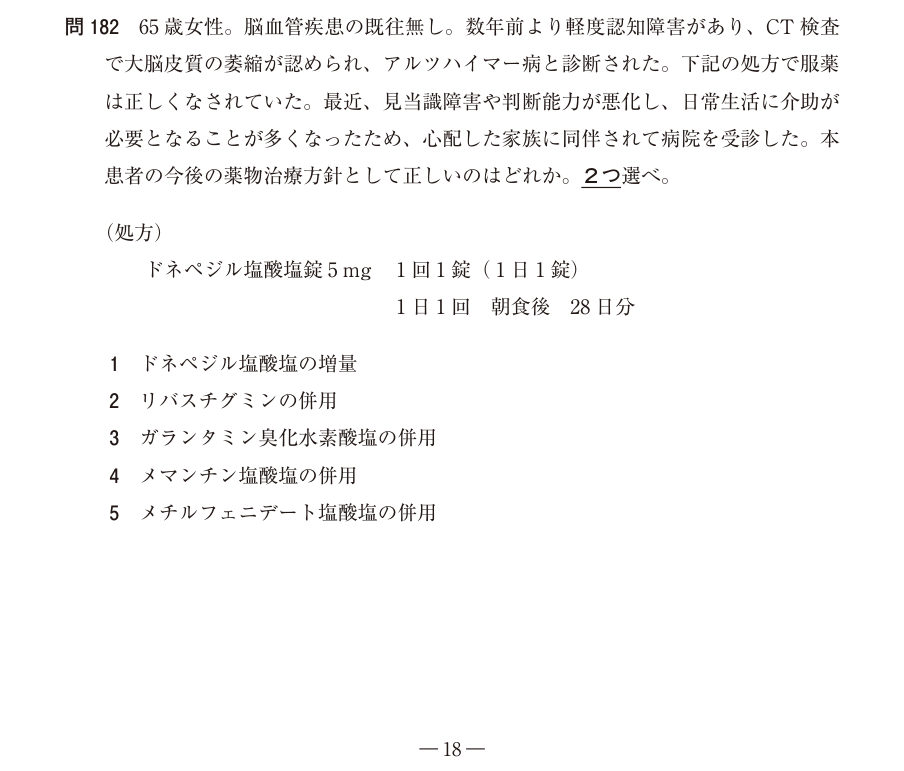 問 182　65 歳女性。脳血管疾患の既往無し。数年前より軽度認知障害があり、CT 検査
で大脳皮質の萎縮が認められ、アルツハイマー病と診断された。下記の処方で服薬
は正しくなされていた。最近、見当識障害や判断能力が悪化し、日常生活に介助が
必要となることが多くなったため、心配した家族に同伴されて病院を受診した。本
患者の今後の薬物治療方針として正しいのはどれか。２つ選べ。
（処方）
ドネペジル塩酸塩錠 5 mg　１回１錠（１日１錠）
１日１回　朝食後　28 日分
1　ドネペジル塩酸塩の増量
2　リバスチグミンの併用
3　ガランタミン臭化水素酸塩の併用
4　メマンチン塩酸塩の併用
5　メチルフェニデート塩酸塩の併用
― 18 ―